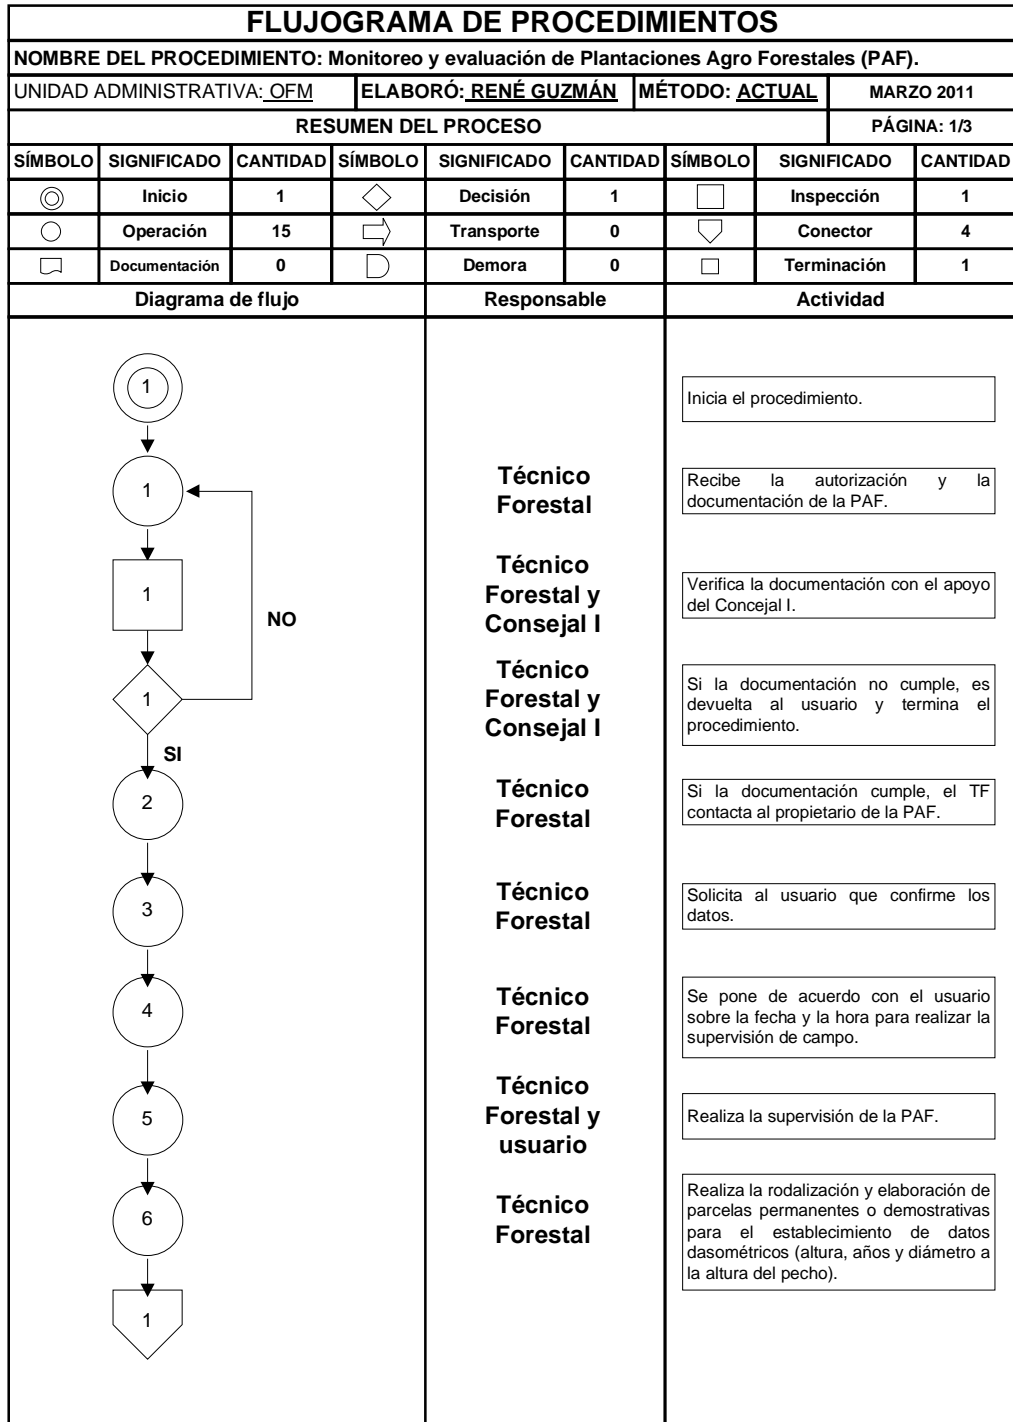 FLUJOGRAMA DE PROCEDIMIENTOS
NOMBRE DEL PROCEDIMIENTO: Monitoreo y evaluación de Plantaciones Agro Forestales (PAF).
UNIDAD ADMINISTRATIVA: OFM ELABORÓ: RENÉ GUZMÁN MÉTODO: ACTUAL MARZO 2011
RESUMEN DEL PROCESO PÁGINA: 1/3
SÍMBOLO SIGNIFICADO CANTIDAD SÍMBOLO SIGNIFICADO CANTIDAD SÍMBOLO SIGNIFICADO CANTIDAD
Inicio 1 Decisión 1 Inspección 1
Operación 15 Transporte 0 Conector 4
Documentación 0 Demora 0 Terminación 1
Diagrama de flujo Responsable Actividad
1
Inicia el procedimiento.
1
Técnico
Forestal
Recibe la autorización y la
documentación de la PAF.
1
Técnico
Forestal y
Consejal I
Verifica la documentación con el apoyo
del Concejal I.
NO
1
Técnico
Forestal y
Consejal I
Si la documentación no cumple, es
devuelta al usuario y termina el
procedimiento.
SI
2
Técnico
Forestal
Si la documentación cumple, el TF
contacta al propietario de la PAF.
3
Técnico
Forestal
Solicita al usuario que confirme los
datos.
4
Técnico
Forestal
Se pone de acuerdo con el usuario
sobre la fecha y la hora para realizar la
supervisión de campo.
5
Técnico
Forestal y
usuario
Realiza la supervisión de la PAF.
6
Técnico
Forestal
Realiza la rodalización y elaboración de
parcelas permanentes o demostrativas
para el establecimiento de datos
dasométricos (altura, años y diámetro a
la altura del pecho).
1